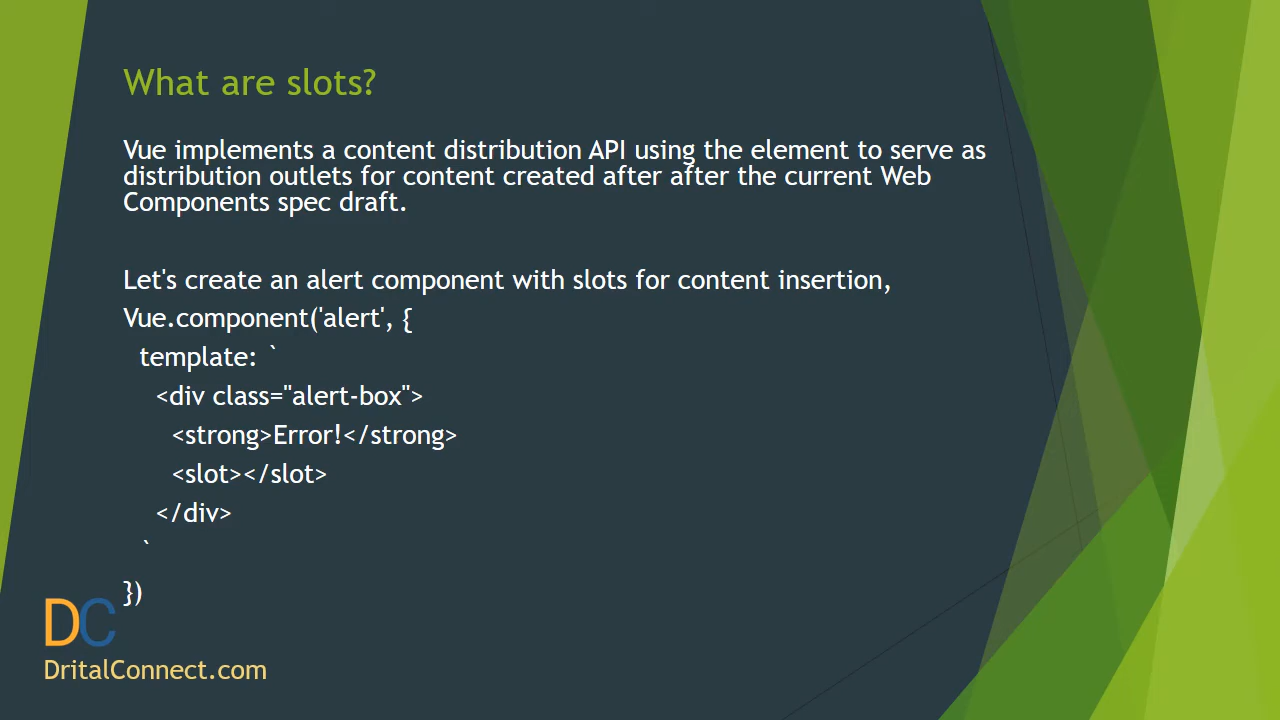 What are slots?
Vue implements a content distribution API using the element to serve as
distribution outlets for content created after after the current Web
Components spec draft.
Let's create an alert component with slots for content insertion,
Vue.component('alert', {
  template: `
    <div class="alert-box">
      <strong>Error!</strong>
      <slot></slot>
    </div>
  `
})
DC
DritalConnect.com